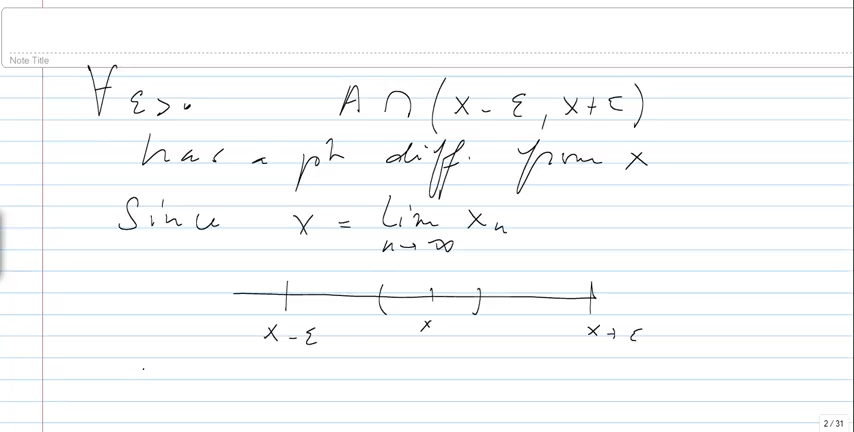 Note Title
∀ ε>0 A ∩ (x - ε, x+ε)
has a pt diff. from x
Since x = lim xₙ
n→∞
( )
x - ε x x + ε
2 / 31